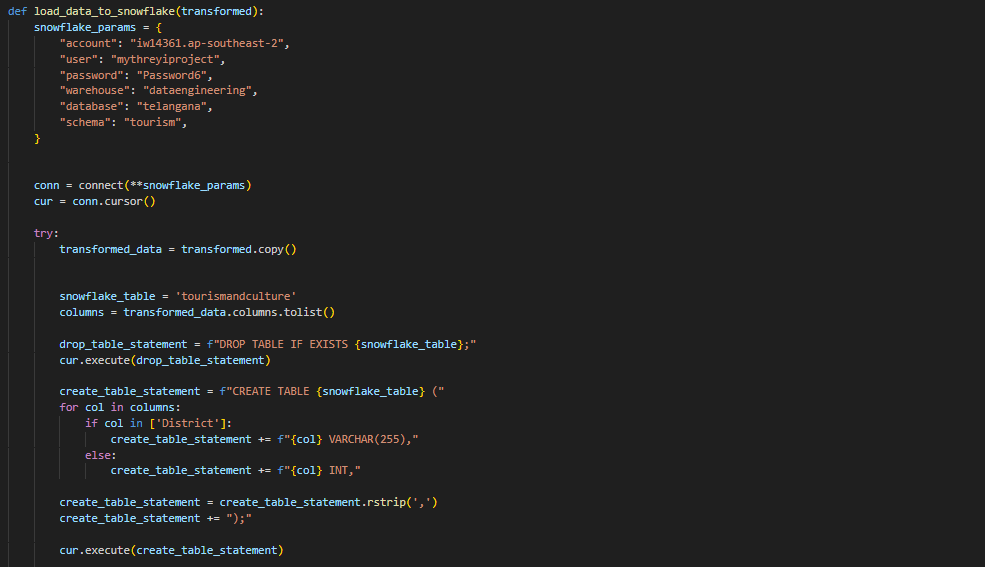 def load_data_to_snowflake(transformed):
    snowflake_params = {
        "account": "iw14361.ap-southeast-2",
        "user": "mythreyiproject",
        "password": "Password6",
        "warehouse": "dataengineering",
        "database": "telangana",
        "schema": "tourism",
    }
    conn = connect(**snowflake_params)
    cur = conn.cursor()
    try:
        transformed_data = transformed.copy()
        snowflake_table = 'tourismandculture'
        columns = transformed_data.columns.tolist()
        drop_table_statement = f"DROP TABLE IF EXISTS {snowflake_table};"
        cur.execute(drop_table_statement)
        create_table_statement = f"CREATE TABLE {snowflake_table} ("
        for col in columns:
            if col in ['District']:
                create_table_statement += f"{col} VARCHAR(255),"
            else:
                create_table_statement += f"{col} INT,"
        create_table_statement = create_table_statement.rstrip(',')
        create_table_statement += ");"
        cur.execute(create_table_statement)